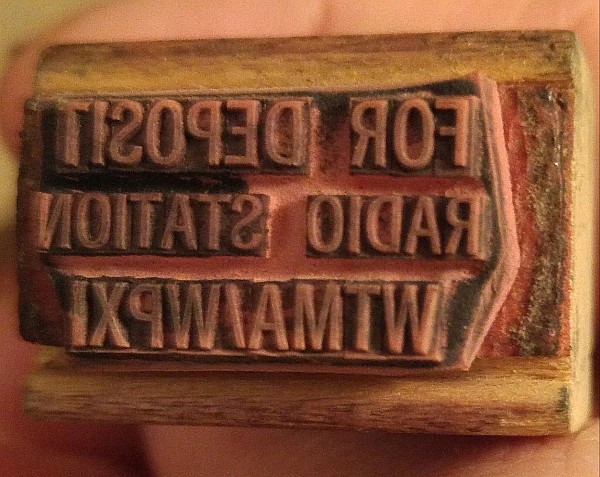 FOR DEPOSIT
RADIO STATION
WTMA/WPXI